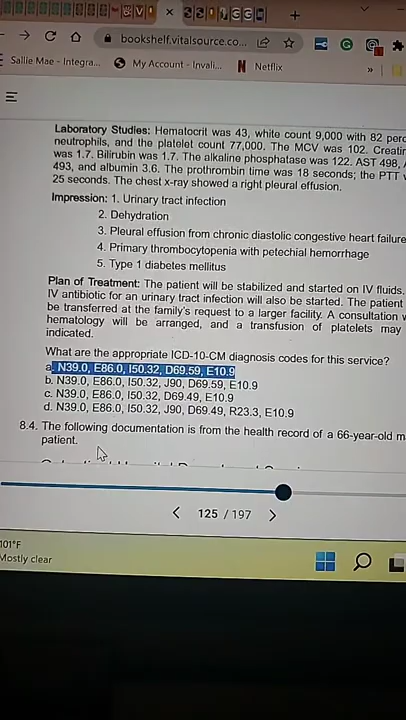 bookshelf.vitalsource.co...
Sallie Mae - Integra...
My Account - Invali...
N Netflix
»
Laboratory Studies: Hematocrit was 43, white count 9,000 with 82
neutrophils, and the platelet count 77,000. The MCV was 102.
was 1.7. Bilirubin was 1.7. The alkaline phosphatase was 122. AST 498,
493, and albumin 3.6. The prothrombin time was 18 seconds; the PTT
25 seconds. The chest x-ray showed a right pleural effusion.
Impression: 1. Urinary tract infection
2. Dehydration
3. Pleural effusion from chronic diastolic congestive heart failure
4. Primary thrombocytopenia with petechial hemorrhage
5. Type 1 diabetes mellitus
Plan of Treatment: The patient will be stabilized and started on IV fluids.
IV antibiotic for an urinary tract infection will also be started. The patient
be transferred at the family's request to a larger facility. A consultation
hematology will be arranged, and a transfusion of platelets may
indicated.
What are the appropriate ICD-10-CM diagnosis codes for this service?
a. N39.0, E86.0, I50.32, D69.59, E10.9
b. N39.0, E86.0, I50.32, J90, D69.59, E10.9
c. N39.0, E86.0, I50.32, D69.49, E10.9
d. N39.0, E86.0, I50.32, J90, D69.49, R23.3, E10.9
8.4. The following documentation is from the health record of a 66-year-old
patient.
125 / 197
101°F
Mostly clear